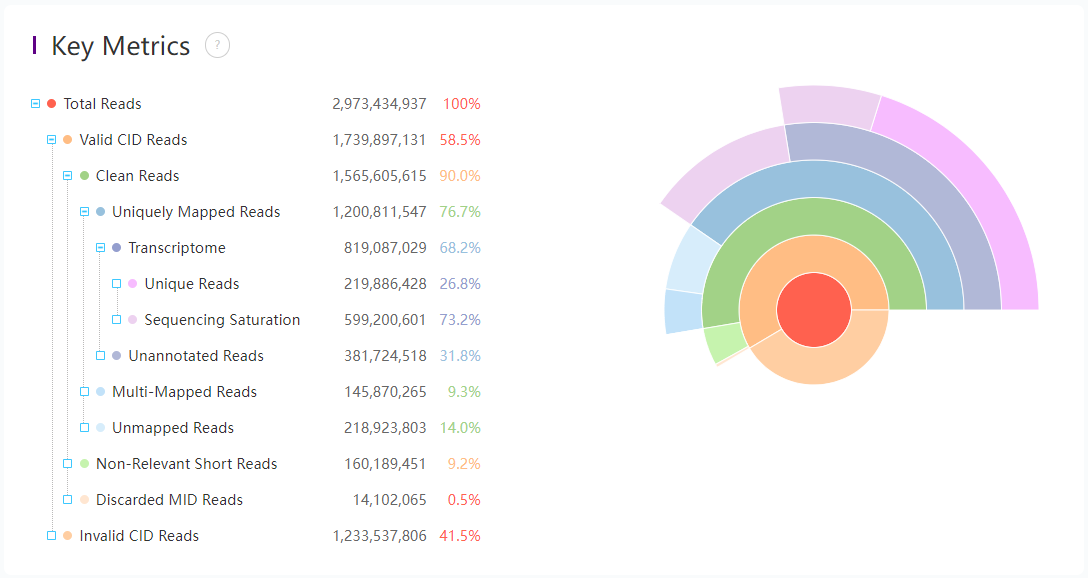 Key Metrics ?
Total Reads 2,973,434,937 100%
Valid CID Reads 1,739,897,131 58.5%
Clean Reads 1,565,605,615 90.0%
Uniquely Mapped Reads 1,200,811,547 76.7%
Transcriptome 819,087,029 68.2%
Unique Reads 219,886,428 26.8%
Sequencing Saturation 599,200,601 73.2%
Unannotated Reads 381,724,518 31.8%
Multi-Mapped Reads 145,870,265 9.3%
Unmapped Reads 218,923,803 14.0%
Non-Relevant Short Reads 160,189,451 9.2%
Discarded MID Reads 14,102,065 0.5%
Invalid CID Reads 1,233,537,806 41.5%